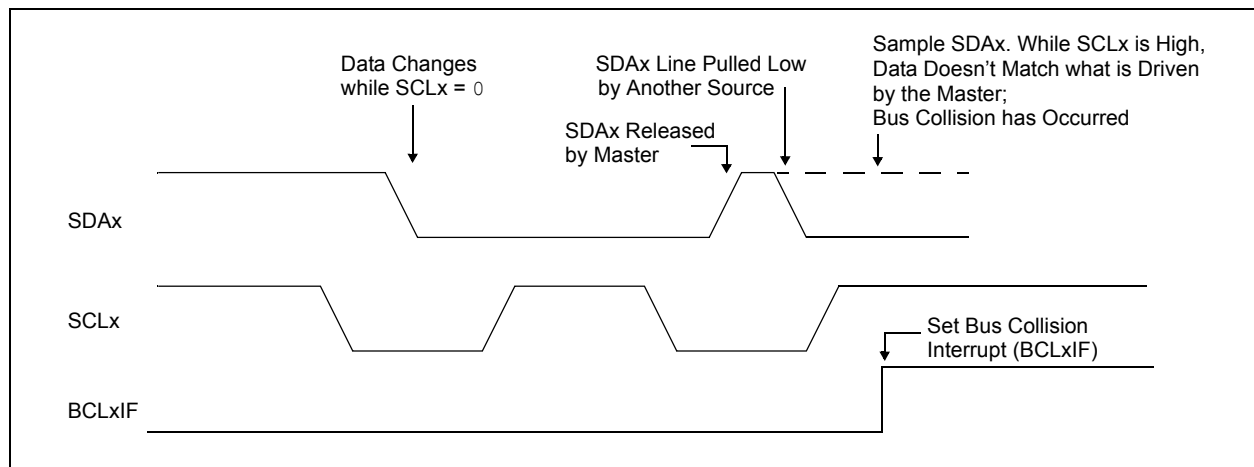 Data Changes
while SCLx = 0
SDAx Line Pulled Low
by Another Source
Sample SDAx. While SCLx is High,
Data Doesn't Match what is Driven
by the Master;
Bus Collision has Occurred
SDAx Released
by Master
SDAx
SCLx
Set Bus Collision
Interrupt (BCLxIF)
BCLxIF